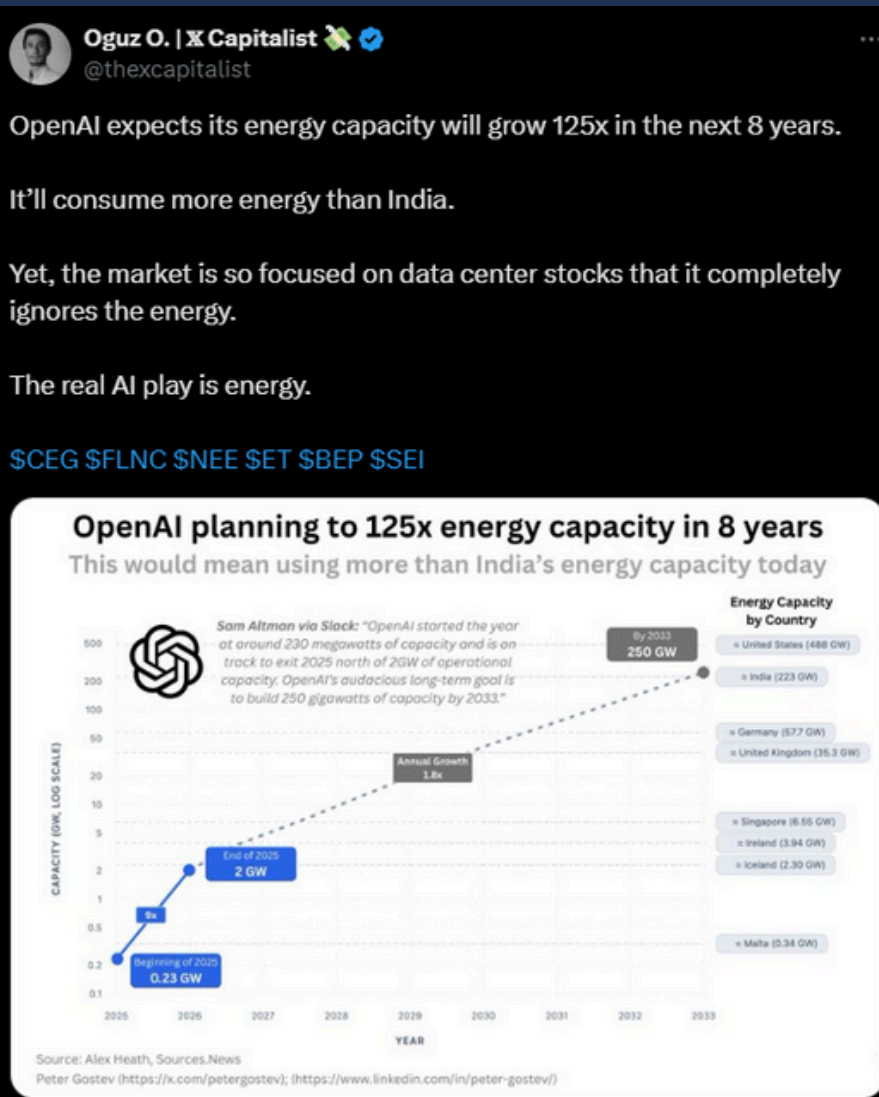 Oguz O. | 𝕏 Capitalist 💸
@thexcapitalist
OpenAI expects its energy capacity will grow 125x in the next 8 years.
It'll consume more energy than India.
Yet, the market is so focused on data center stocks that it completely
ignores the energy.
The real AI play is energy.
$CEG $FLNC $NEE $ET $BEP $SEI
OpenAI planning to 125x energy capacity in 8 years
This would mean using more than India's energy capacity today
Energy Capacity
by Country
Sam Altman via Slack: "OpenAI started the year
at around 230 megawatts of capacity and is on
track to exit 2025 north of 2GW of operational
capacity. OpenAI's audacious long-term goal is
to build 250 gigawatts of capacity by 2033."
By 2033
250 GW
≈ United States (488 GW)
≈ India (223 GW)
≈ Germany (57.7 GW)
≈ United Kingdom (35.3 GW)
≈ Singapore (6.55 GW)
≈ Ireland (3.94 GW)
≈ Iceland (2.30 GW)
≈ Malta (0.34 GW)
Annual Growth
1.8x
End of 2025
2 GW
9x
Beginning of 2025
0.23 GW
CAPACITY (GW, LOG SCALE)
500
200
100
50
20
10
5
2
1
0.5
0.2
0.1
2025 2026 2027 2028 2029 2030 2031 2032 2033
YEAR
Source: Alex Heath, Sources.News
Peter Gostev (https://x.com/petergostev); (https://www.linkedin.com/in/peter-gostev/)